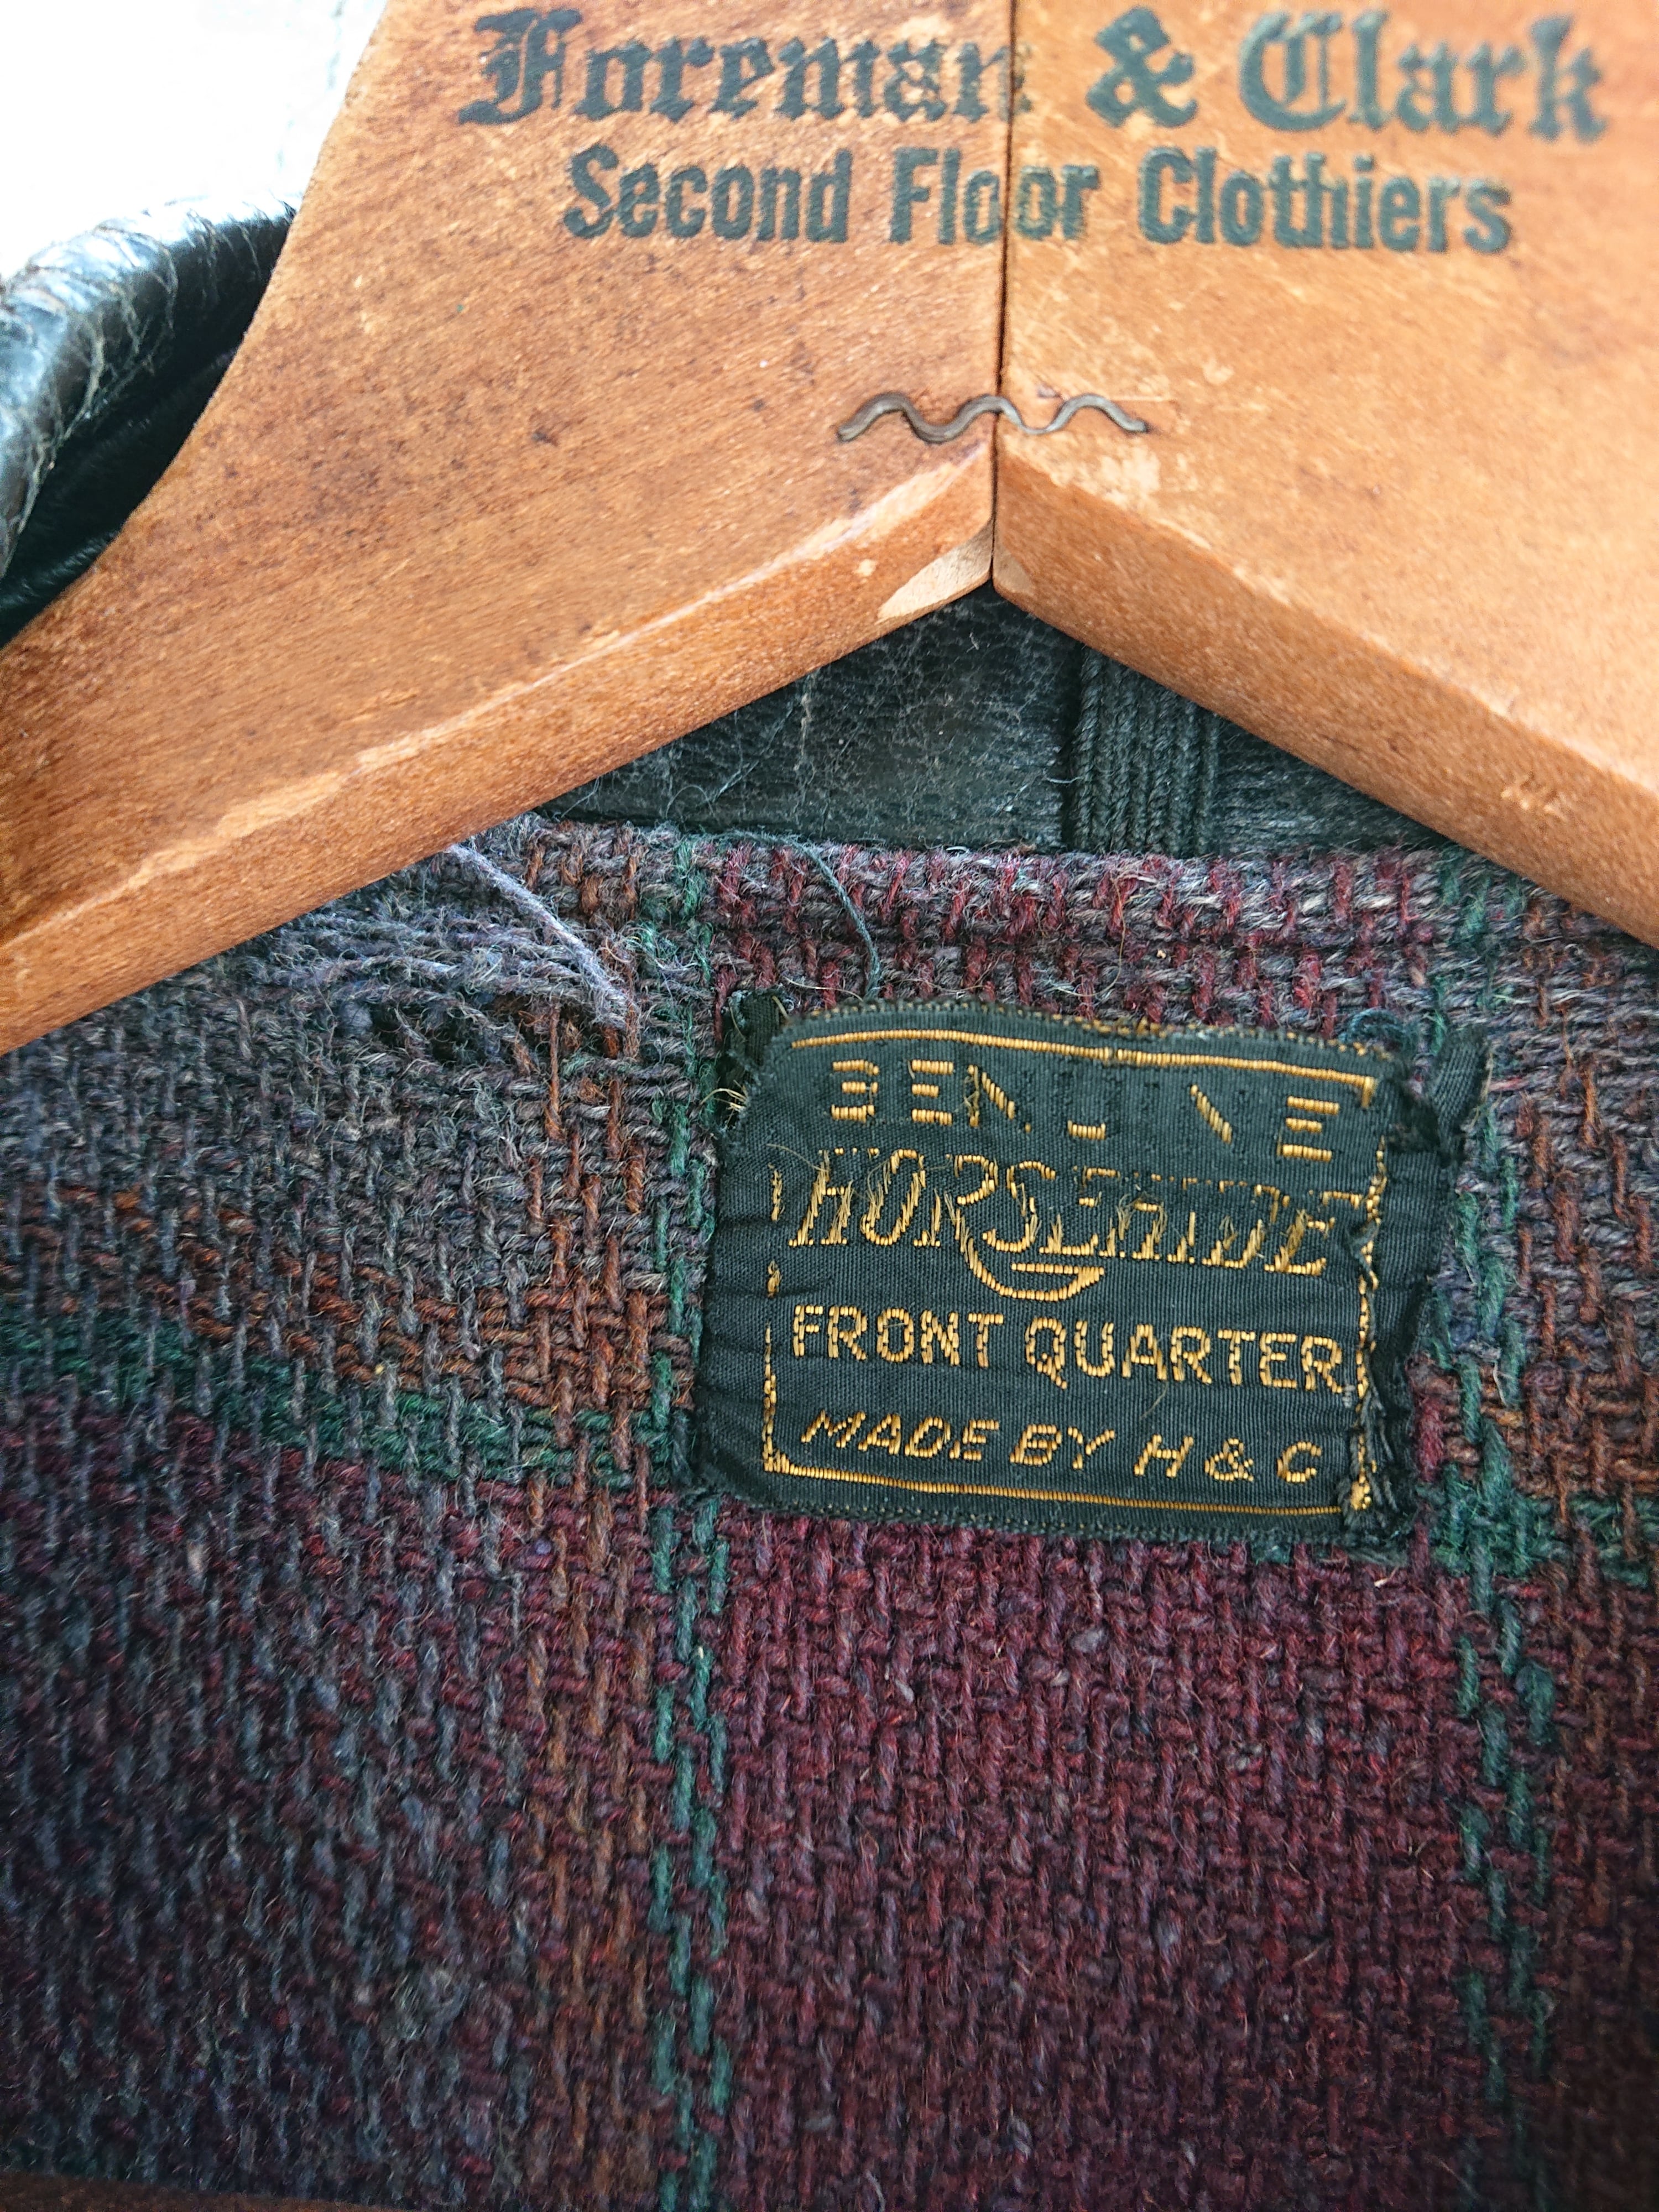 Foreman & Clark
Second Floor Clothiers
GENUINE
HORSEHIDE
FRONT QUARTER
MADE BY H & C